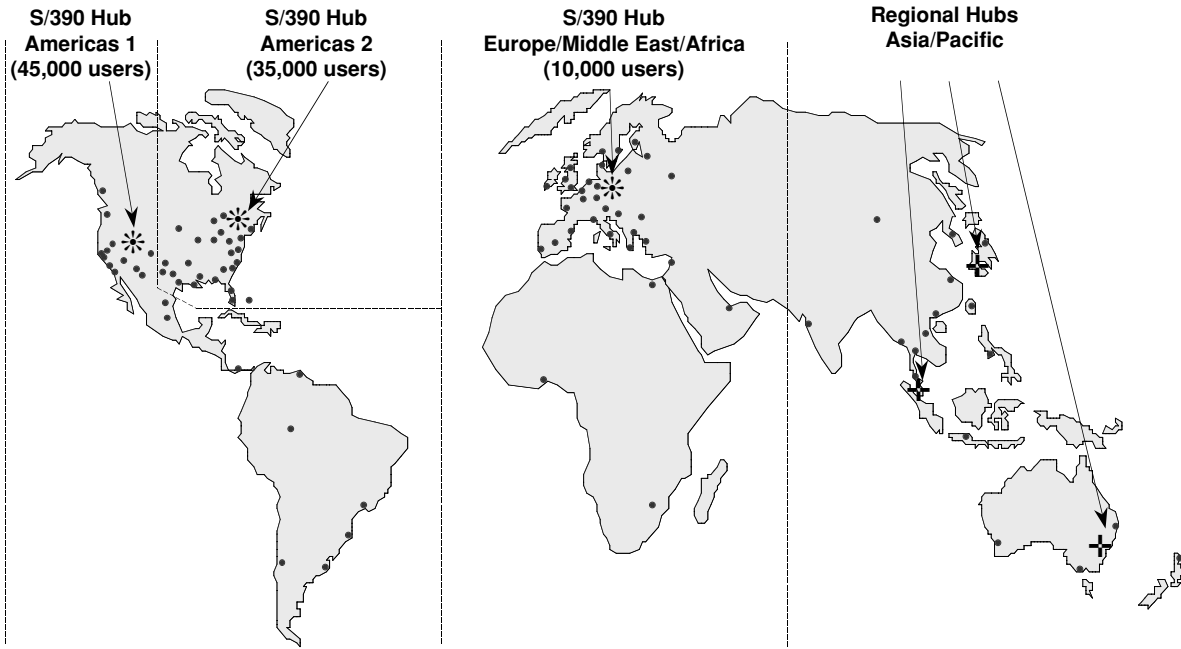 S/390 Hub
Americas 1
(45,000 users)
S/390 Hub
Americas 2
(35,000 users)
S/390 Hub
Europe/Middle East/Africa
(10,000 users)
Regional Hubs
Asia/Pacific